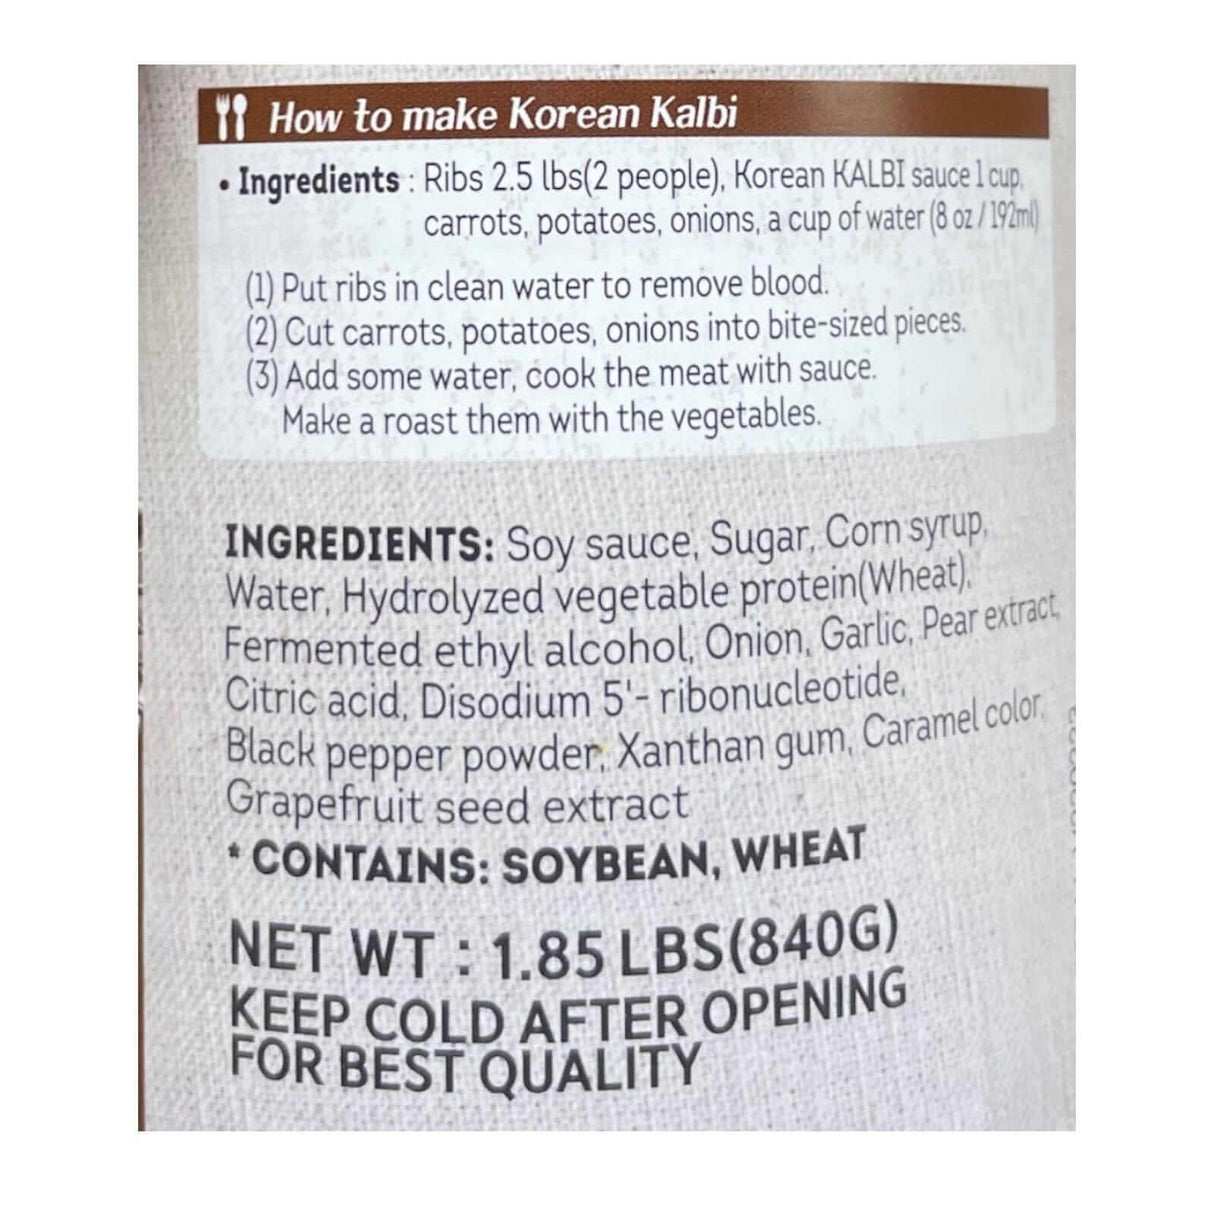 How to make Korean Kalbi
• Ingredients : Ribs 2.5 lbs(2 people), Korean KALBI sauce 1 cup,
carrots, potatoes, onions, a cup of water (8 oz / 192ml)
(1) Put ribs in clean water to remove blood.
(2) Cut carrots, potatoes, onions into bite-sized pieces.
(3) Add some water, cook the meat with sauce.
Make a roast them with the vegetables.
INGREDIENTS: Soy sauce, Sugar, Corn syrup,
Water, Hydrolyzed vegetable protein(Wheat),
Fermented ethyl alcohol, Onion, Garlic, Pear extract,
Citric acid, Disodium 5'- ribonucleotide,
Black pepper powder, Xanthan gum, Caramel color,
Grapefruit seed extract
* CONTAINS: SOYBEAN, WHEAT
NET WT : 1.85 LBS(840G)
KEEP COLD AFTER OPENING
FOR BEST QUALITY